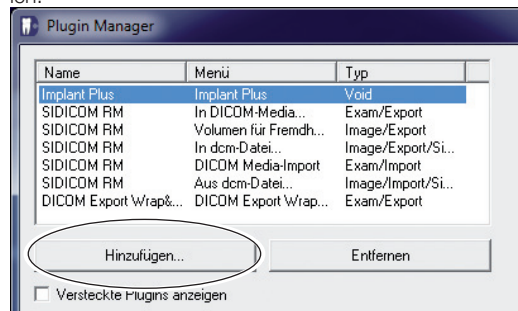 Plugin Manager
Name Menü Typ
Implant Plus Implant Plus Void
SIDICOM RM In DICOM-Media... Exam/Export
SIDICOM RM Volumen für Fremdh... Image/Export
SIDICOM RM In dcm-Datei... Image/Export/Si...
SIDICOM RM DICOM Media-Import Exam/Import
SIDICOM RM Aus dcm-Datei... Image/Import/Si...
DICOM Export Wrap&... DICOM Export Wrap... Exam/Export
Hinzufügen... Entfernen
Versteckte Plugins anzeigen